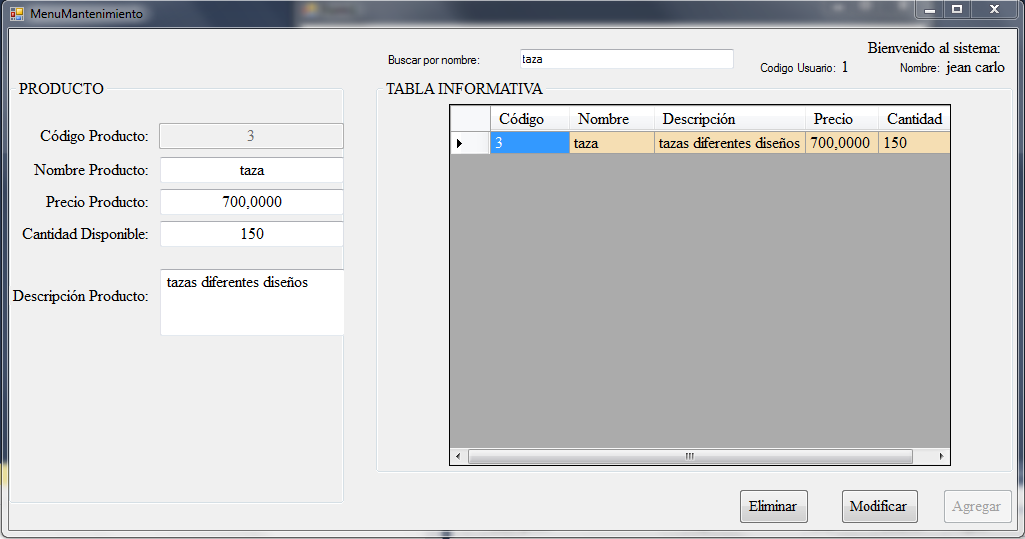 MenuMantenimiento
Buscar por nombre: taza
Bienvenido al sistema:
Codigo Usuario: 1 Nombre: jean carlo
PRODUCTO
Código Producto: 3
Nombre Producto: taza
Precio Producto: 700,0000
Cantidad Disponible: 150
Descripción Producto: tazas diferentes diseños
TABLA INFORMATIVA
Código Nombre Descripción Precio Cantidad
3 taza tazas diferentes diseños 700,0000 150
Eliminar Modificar Agregar